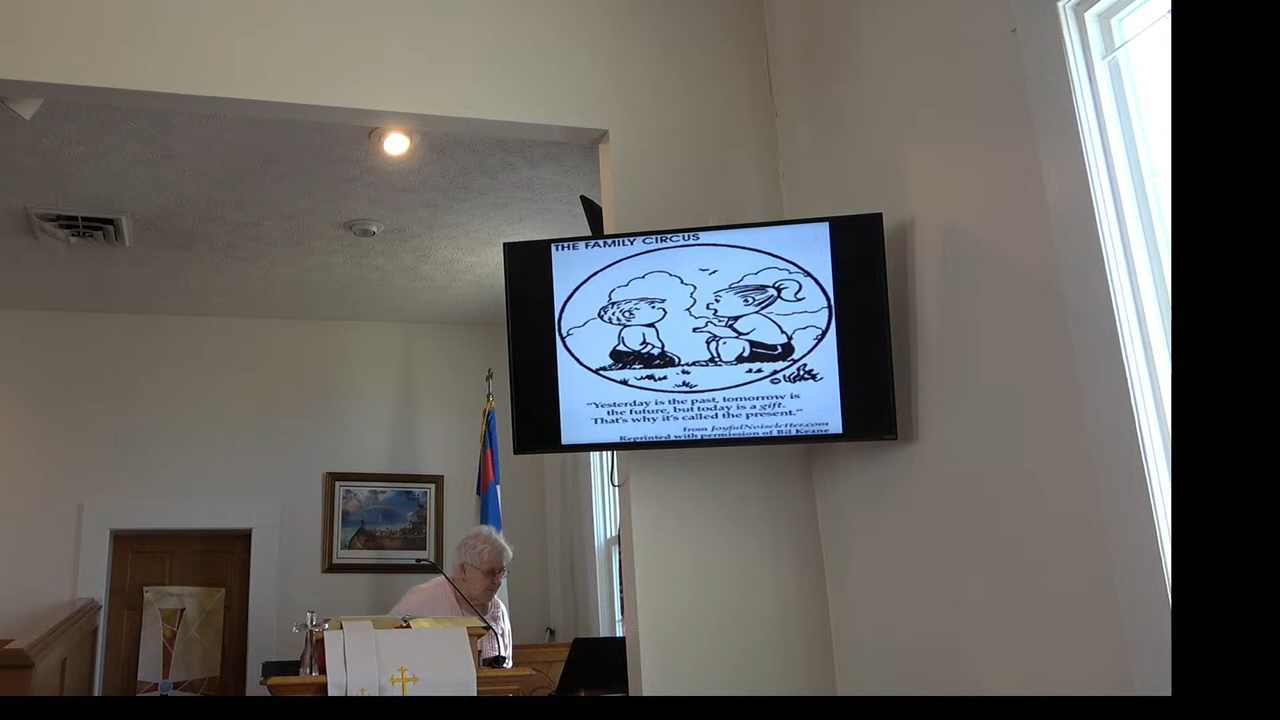 THE FAMILY CIRCUS
"Yesterday is the past, tomorrow is
the future, but today is a gift.
That's why it's called the present."
from JoyfulNoiseletter.com
Reprinted with permission of Bil Keane